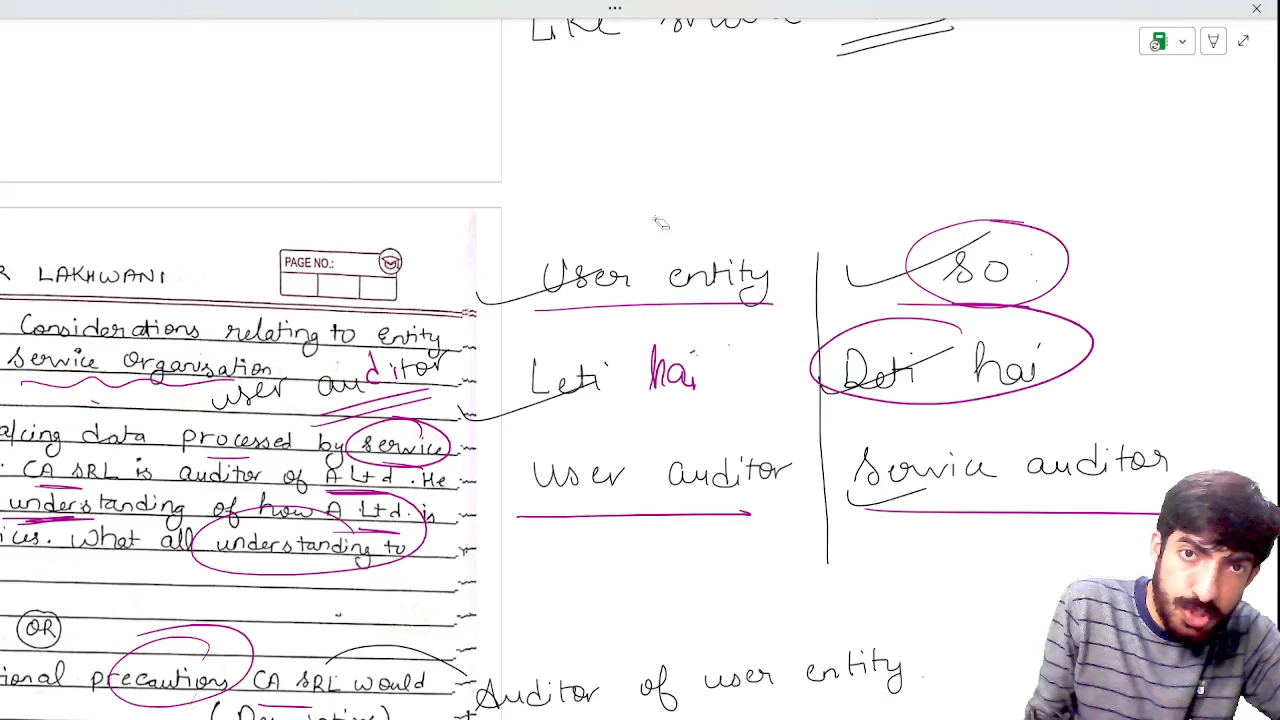 Like
R LAKHWANI
PAGE NO.:
Considerations relating to Entity
Service Organisation
user auditor
data processed by service
CA SRL is auditor of A Ltd. He
understanding of how A Ltd. is
What all understanding to
OR
precautions CA SRL would
User entity
SO
Leti hai
Deti hai
user auditor
Service auditor
Auditor of user entity